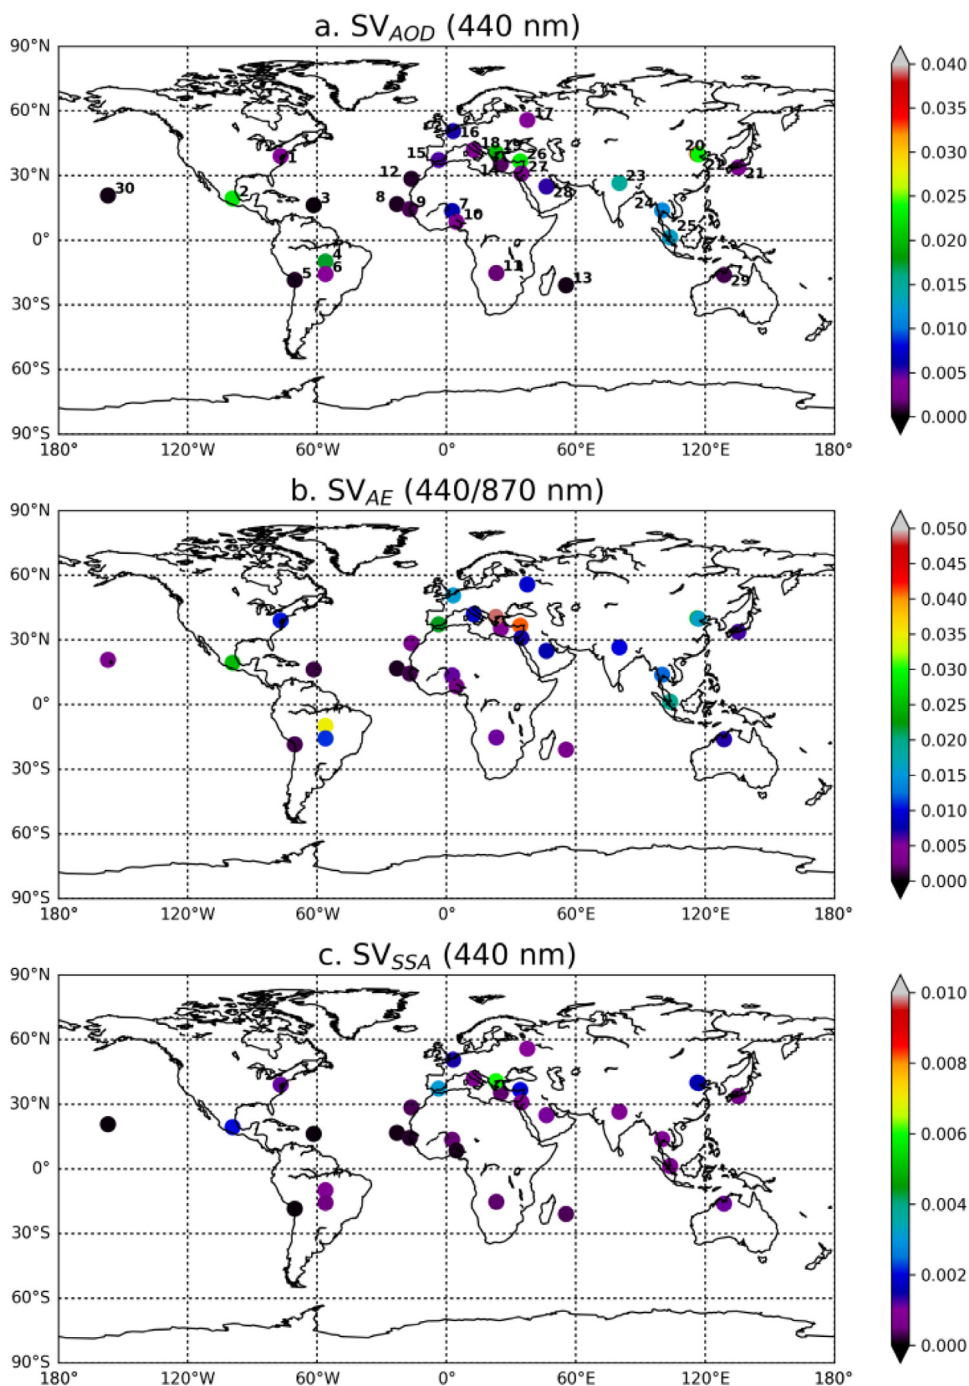 a. SV_AOD (440 nm)
90°N
60°N
30°N
0°
30°S
60°S
90°S
180°
120°W
60°W
0°
60°E
120°E
180°
17
16
1
15
18
19
14
26
27
12
20
22
21
30
2
3
8
9
7
10
28
23
24
25
4
6
5
11
13
29
0.040
0.035
0.030
0.025
0.020
0.015
0.010
0.005
0.000
b. SV_AE (440/870 nm)
90°N
60°N
30°N
0°
30°S
60°S
90°S
180°
120°W
60°W
0°
60°E
120°E
180°
0.050
0.045
0.040
0.035
0.030
0.025
0.020
0.015
0.010
0.005
0.000
c. SV_SSA (440 nm)
90°N
60°N
30°N
0°
30°S
60°S
90°S
180°
120°W
60°W
0°
60°E
120°E
180°
0.010
0.008
0.006
0.004
0.002
0.000